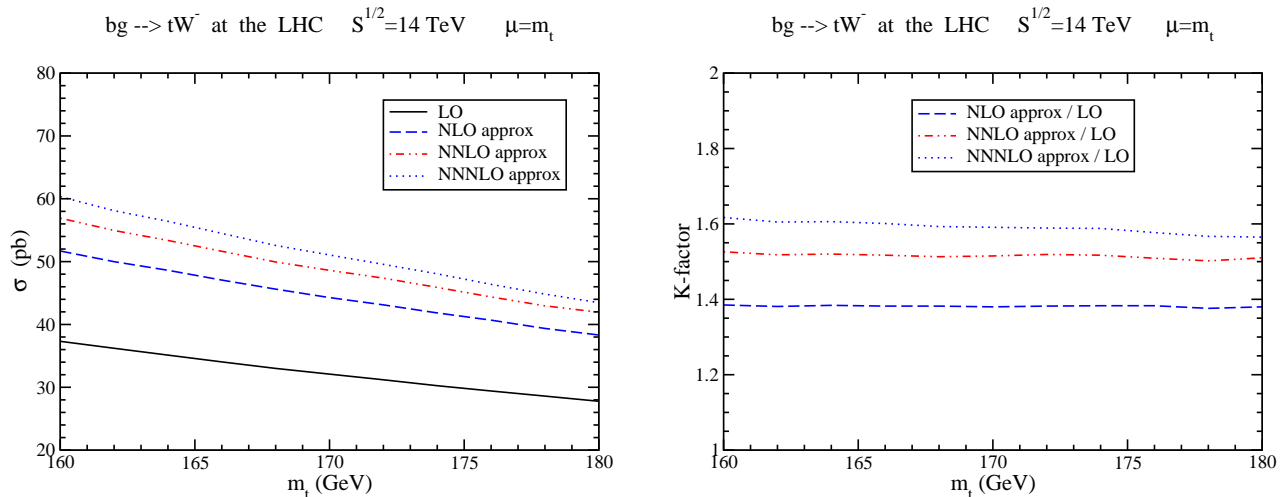 bg --> tW⁻ at the LHC S^1/2=14 TeV μ=m_t
80
70
60
50
40
30
20
σ (pb)
LO
NLO approx
NNLO approx
NNNLO approx
160
165
170
175
180
m_t (GeV)
bg --> tW⁻ at the LHC S^1/2=14 TeV μ=m_t
2
1.8
1.6
1.4
1.2
1
K-factor
NLO approx / LO
NNLO approx / LO
NNNLO approx / LO
160
165
170
175
180
m_t (GeV)